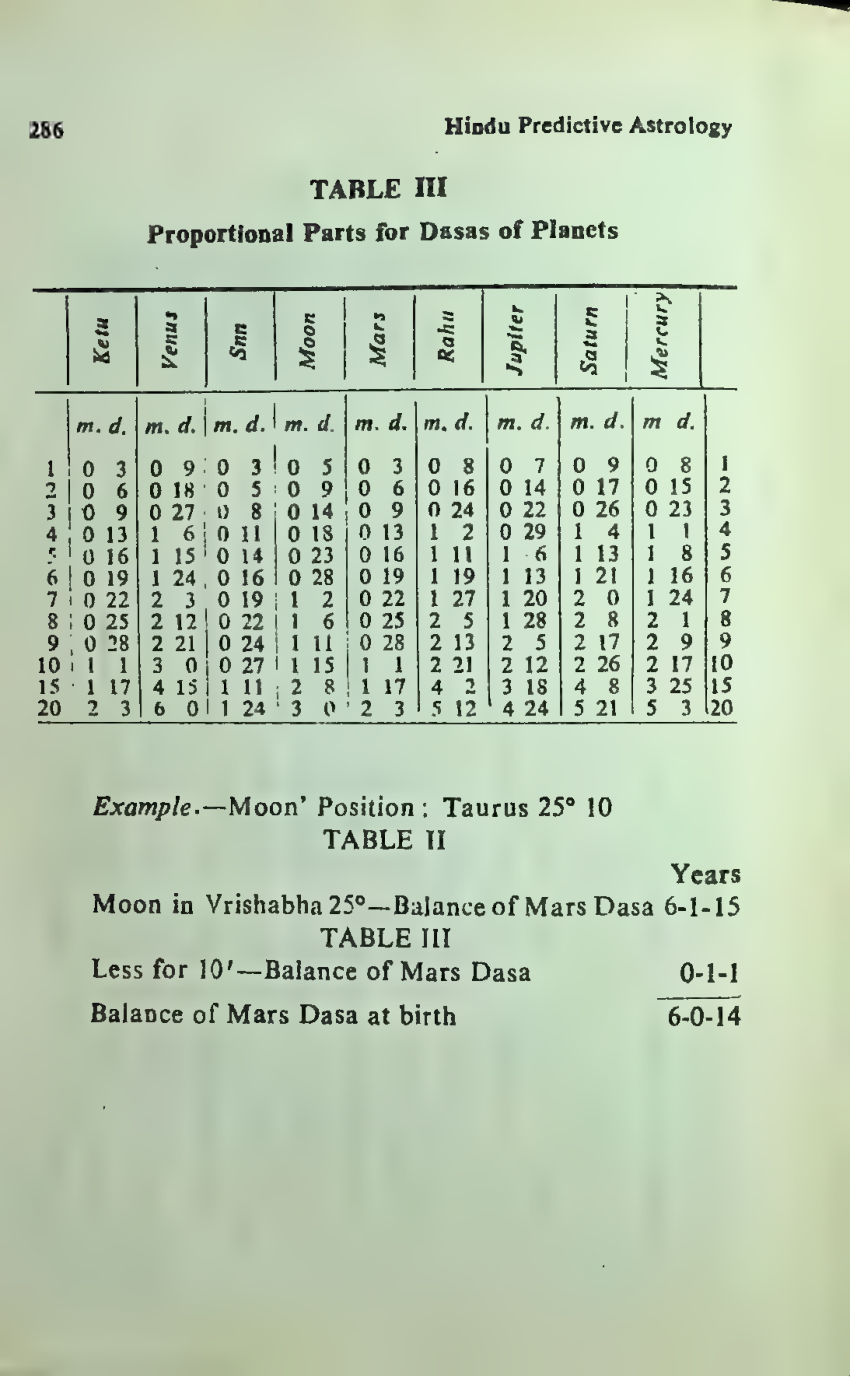 286 Hindu Predictive Astrology
TABLE III
Proportional Parts for Dasas of Planets
Ketu Venus Snn Moon Mars Rahu Jupiter Saturn Mercury
m. d. m. d. m. d. m. d. m. d. m. d. m. d. m. d. m d.
1 0 3 0 9 0 3 0 5 0 3 0 8 0 7 0 9 0 8 1
2 0 6 0 18 0 5 0 9 0 6 0 16 0 14 0 17 0 15 2
3 0 9 0 27 0 8 0 14 0 9 0 24 0 22 0 26 0 23 3
4 0 13 1 6 0 11 0 18 0 13 1 2 0 29 1 4 1 1 4
5 0 16 1 15 0 14 0 23 0 16 1 11 1 6 1 13 1 8 5
6 0 19 1 24 0 16 0 28 0 19 1 19 1 13 1 21 1 16 6
7 0 22 2 3 0 19 1 2 0 22 1 27 1 20 2 0 1 24 7
8 0 25 2 12 0 22 1 6 0 25 2 5 1 28 2 8 2 1 8
9 0 28 2 21 0 24 1 11 0 28 2 13 2 5 2 17 2 9 9
10 1 1 3 0 0 27 1 15 1 1 2 21 2 12 2 26 2 17 10
15 1 17 4 15 1 11 2 8 1 17 4 2 3 18 4 8 3 25 15
20 2 3 6 0 1 24 3 0 2 3 5 12 4 24 5 21 5 3 20
Example.—Moon' Position : Taurus 25° 10
TABLE II
Years
Moon in Vrishabha 25°—Balance of Mars Dasa 6-1-15
TABLE III
Less for 10'—Balance of Mars Dasa 0-1-1
Balance of Mars Dasa at birth 6-0-14